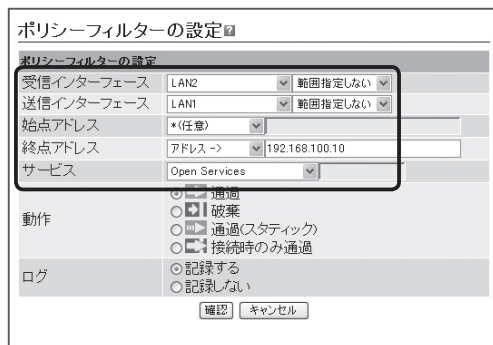 ポリシーフィルターの設定?
ポリシーフィルターの設定
受信インターフェース LAN2 範囲指定しない
送信インターフェース LAN1 範囲指定しない
始点アドレス *(任意)
終点アドレス アドレス -> 192.168.100.10
サービス Open Services
動作
通過
破棄
通過(スタティック)
接続時のみ通過
ログ
記録する
記録しない
確認 キャンセル